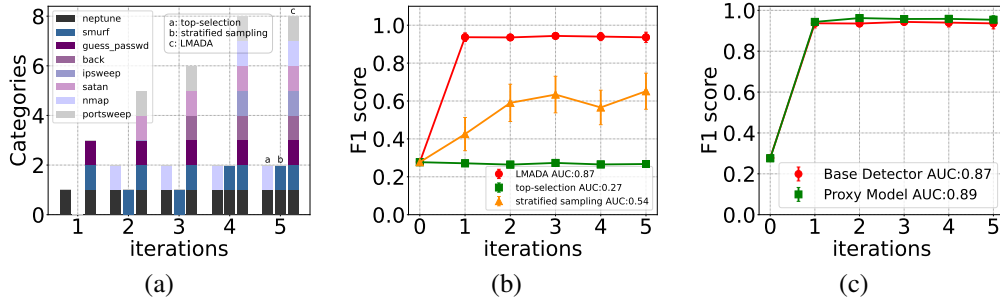 8
6
4
2
0
Categories
neptune
smurf
guess_passwd
back
ipsweep
satan
nmap
portsweep
a: top-selection
b: stratified sampling
c: LMADA
a
b
c
1
2
3
4
5
iterations
(a)
1.0
0.8
0.6
0.4
0.2
0.0
F1 score
LMADA AUC:0.87
top-selection AUC:0.27
stratified sampling AUC:0.54
0
1
2
3
4
5
iterations
(b)
1.0
0.8
0.6
0.4
0.2
0.0
F1 score
Base Detector AUC:0.87
Proxy Model AUC:0.89
0
1
2
3
4
5
iterations
(c)